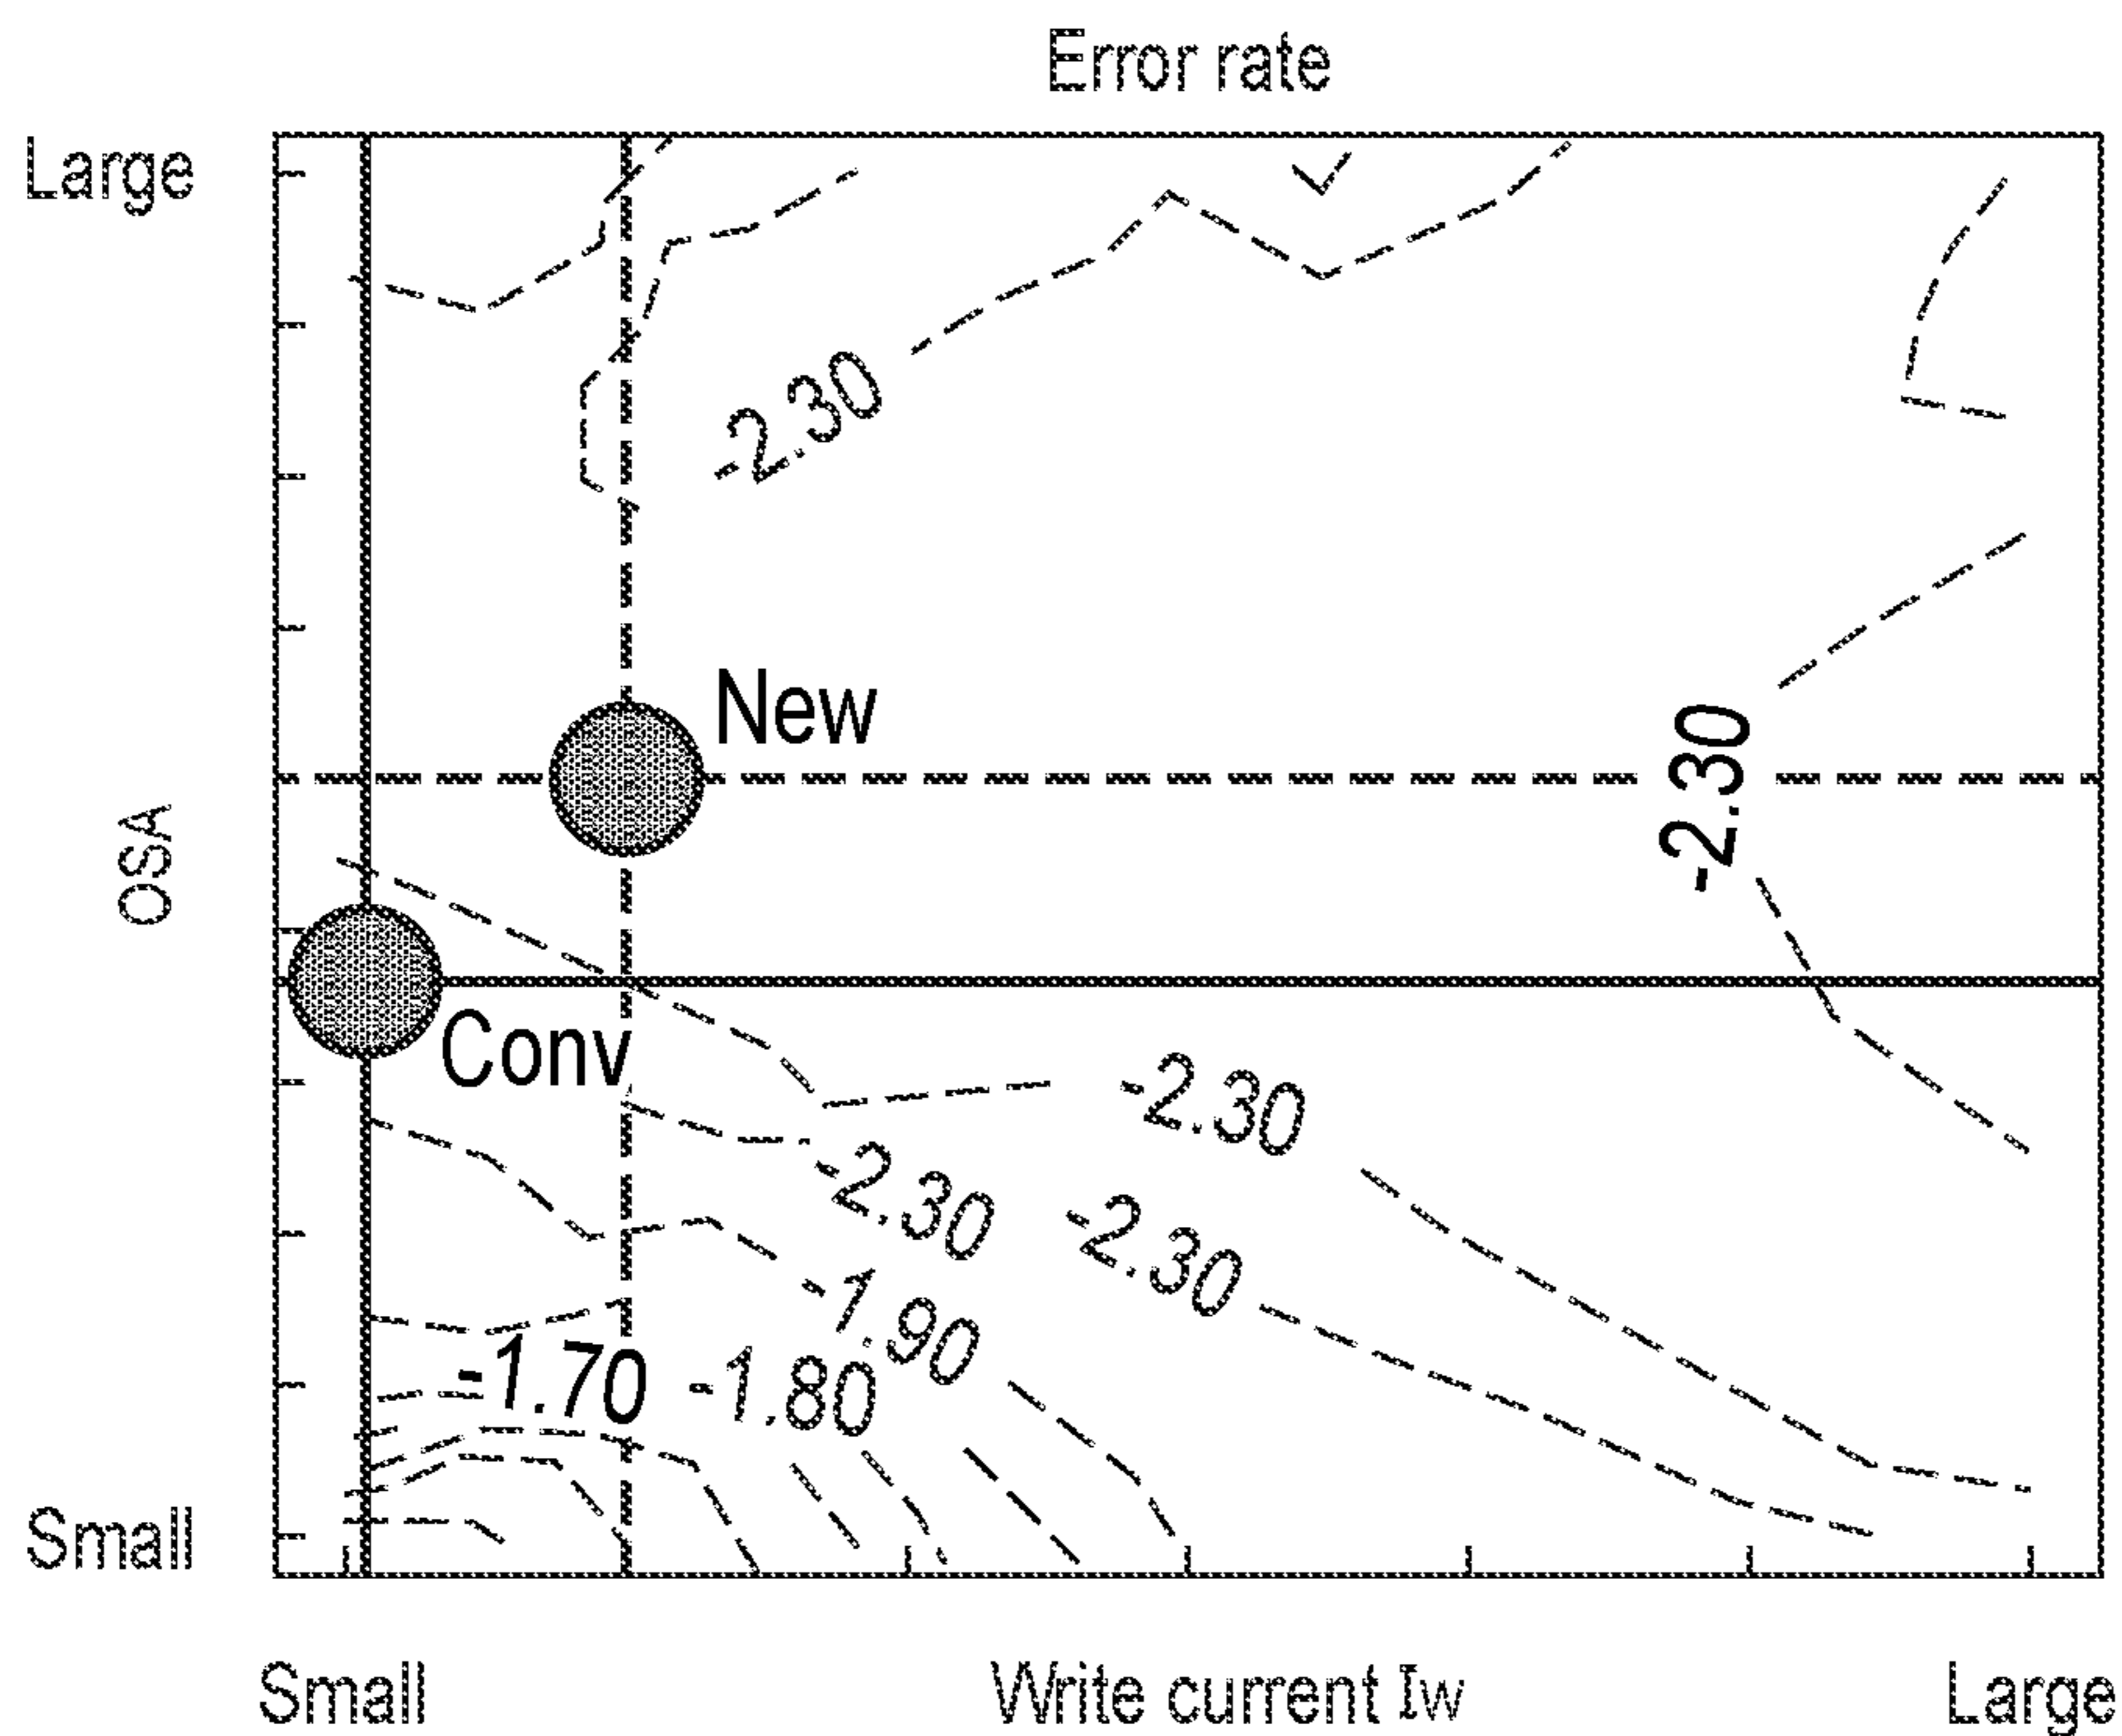 Error rate
Large
-2.30
New
-2.30
OSA
Conv
-2.30
-2.30
-2.30
-1.90
-1.70
-1.80
Small
Small
Write current Iw
Large